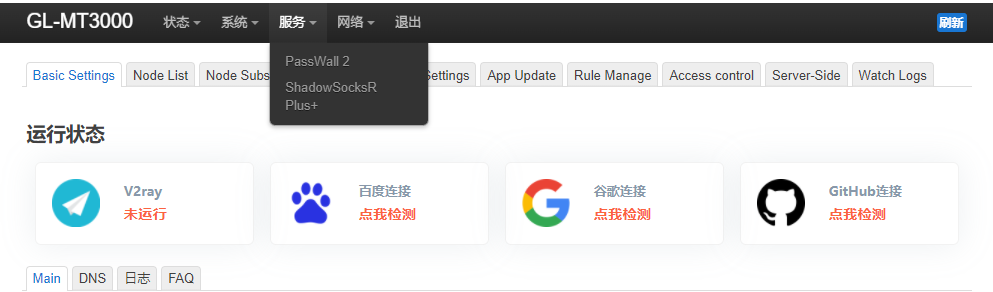 GL-MT3000 状态 系统 服务 网络 退出 刷新
PassWall 2
ShadowSocksR
Plus+
Basic Settings Node List Node Subs Settings App Update Rule Manage Access control Server-Side Watch Logs
运行状态
V2ray
未运行
百度连接
点我检测
谷歌连接
点我检测
GitHub连接
点我检测
Main DNS 日志 FAQ